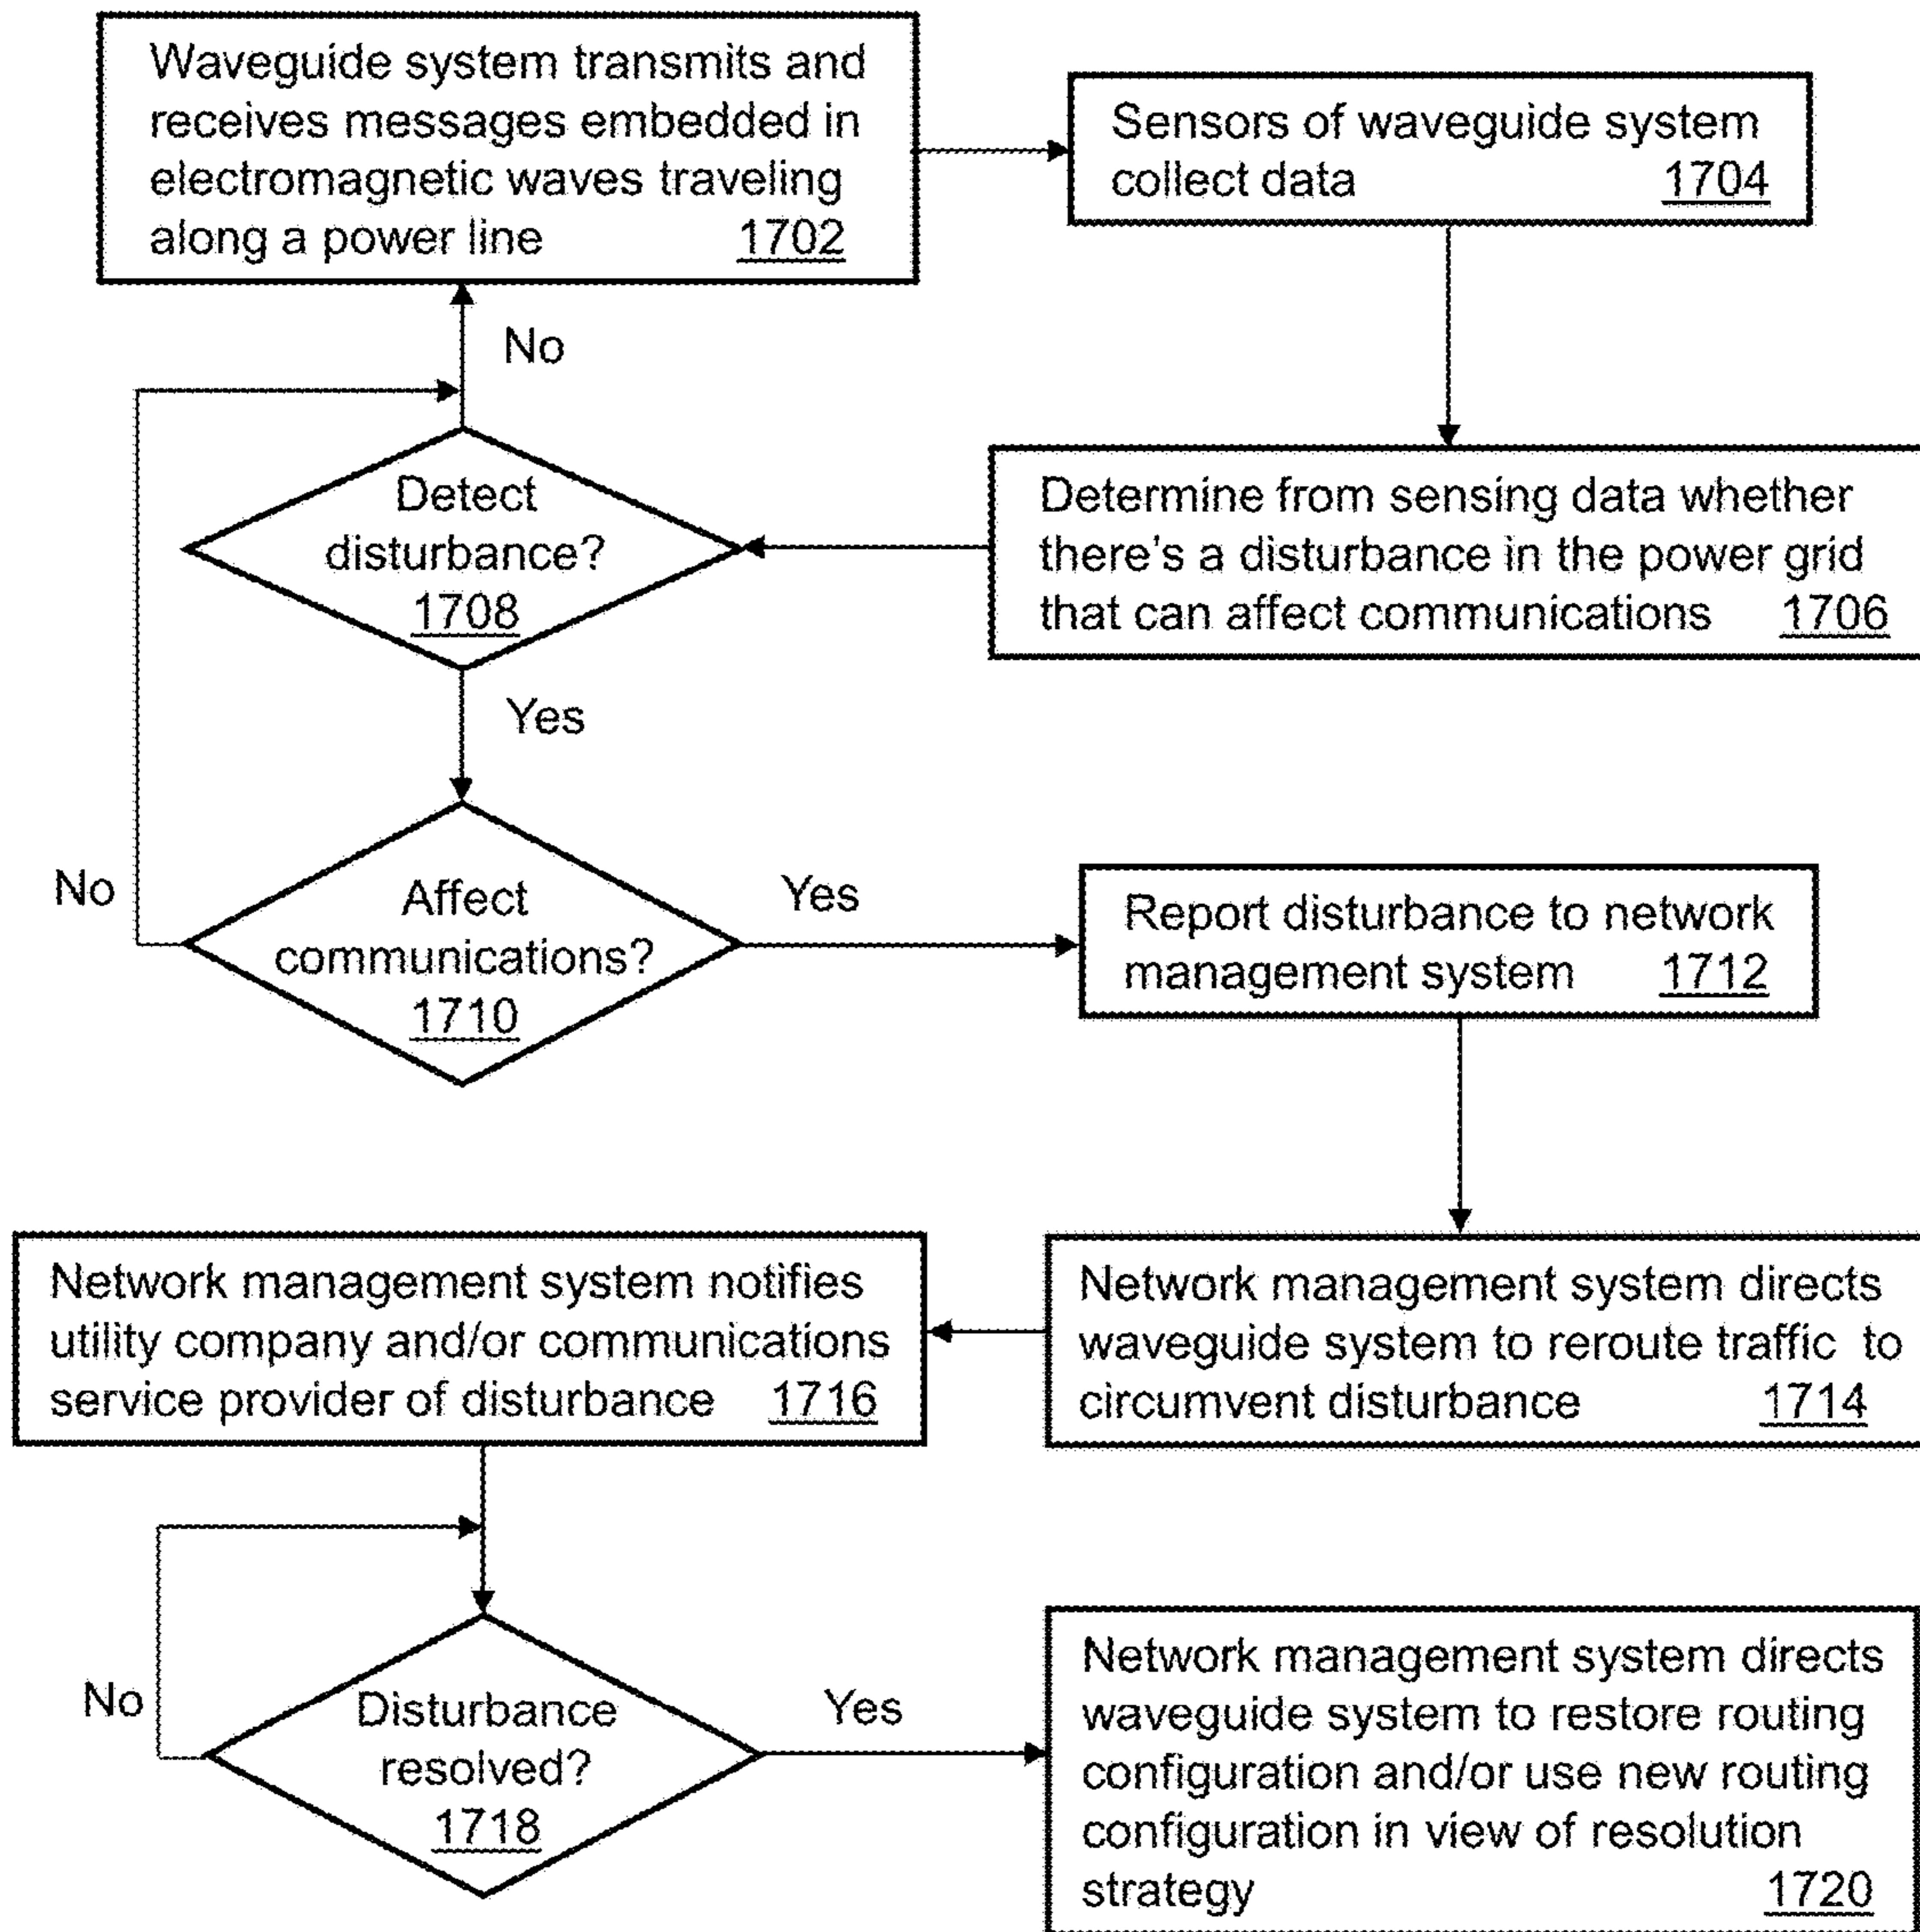 Waveguide system transmits and
receives messages embedded in
electromagnetic waves traveling
along a power line 1702
Sensors of waveguide system
collect data 1704
No
Detect
disturbance?
1708
Determine from sensing data whether
there's a disturbance in the power grid
that can affect communications 1706
Yes
No
Affect
communications?
1710
Yes
Report disturbance to network
management system 1712
Network management system notifies
utility company and/or communications
service provider of disturbance 1716
Network management system directs
waveguide system to reroute traffic to
circumvent disturbance 1714
No
Disturbance
resolved?
1718
Yes
Network management system directs
waveguide system to restore routing
configuration and/or use new routing
configuration in view of resolution
strategy 1720